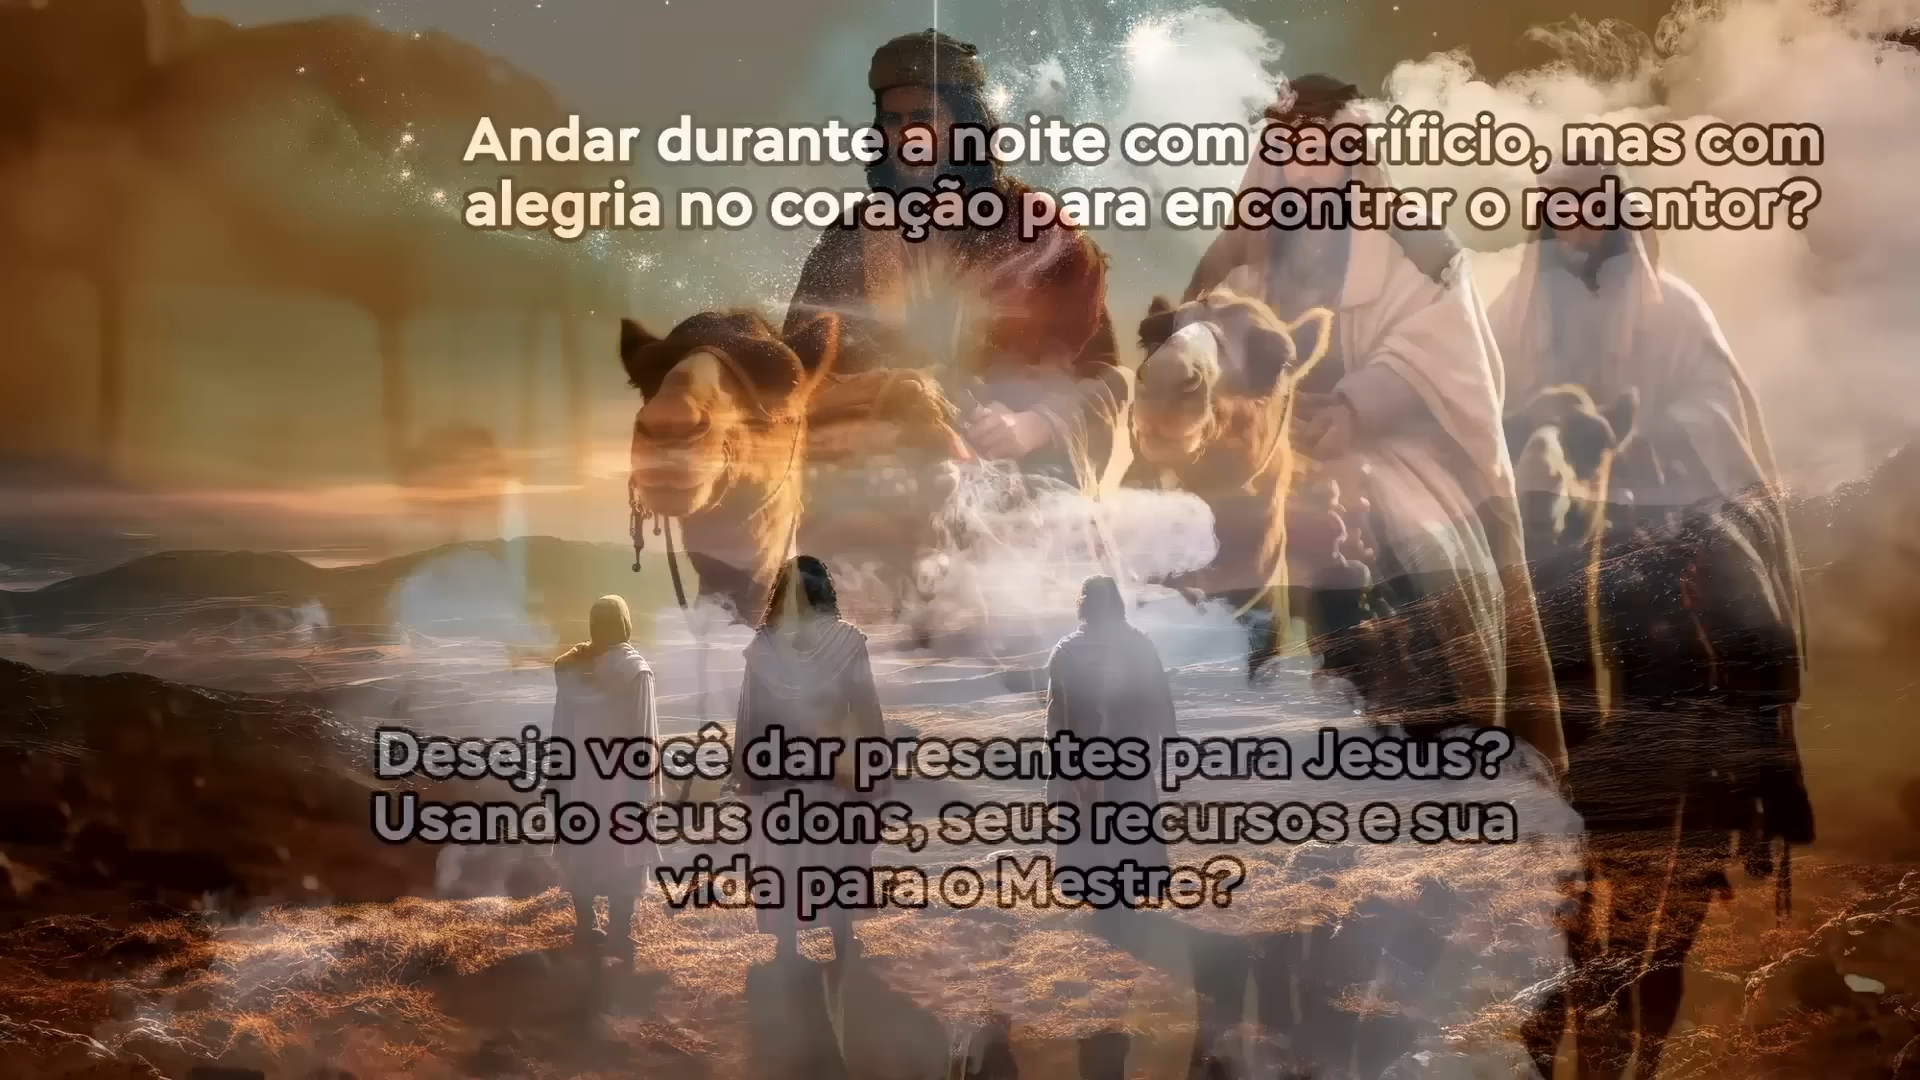 Andar durante a noite com sacríficio, mas com
alegria no coração para encontrar o redentor?
Deseja você dar presentes para Jesus?
Usando seus dons, seus recursos e sua
vida para o Mestre?